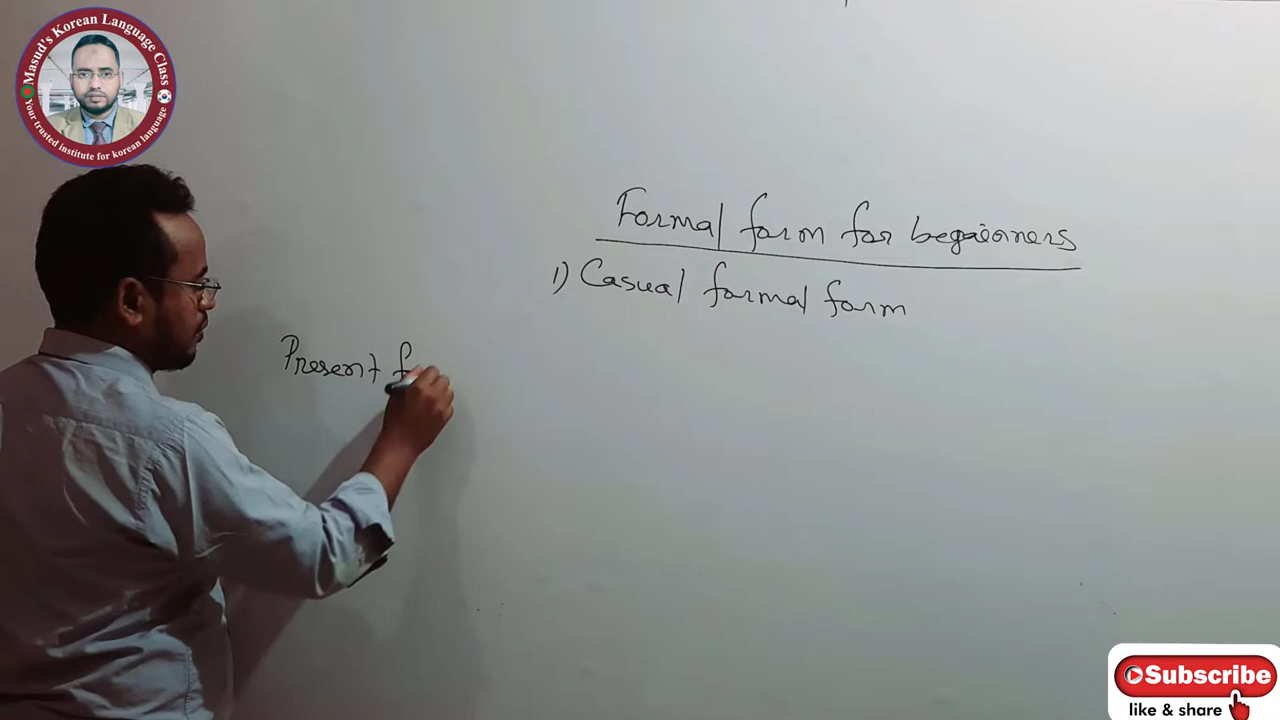 Masud's Korean Language Class
Your trusted institute for korean language
Formal form for begainners
1) Casual formal form
Present f
Subscribe
like & share